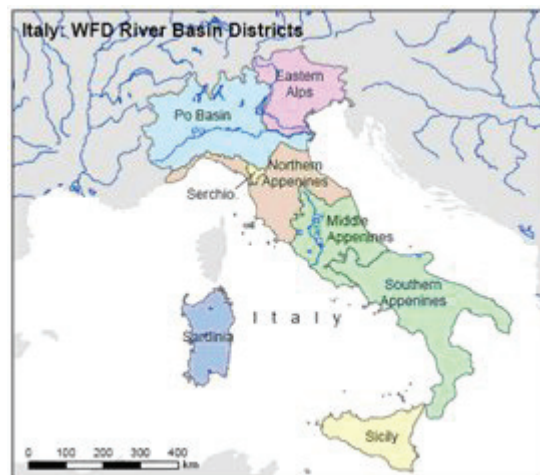 Italy: WFD River Basin Districts
Eastern
Alps
Po Basin
Northern
Appenines
Serchio
Middle
Appenines
Southern
Appenines
Italy
Sardinia
Sicily
0 100 200 300 400
km